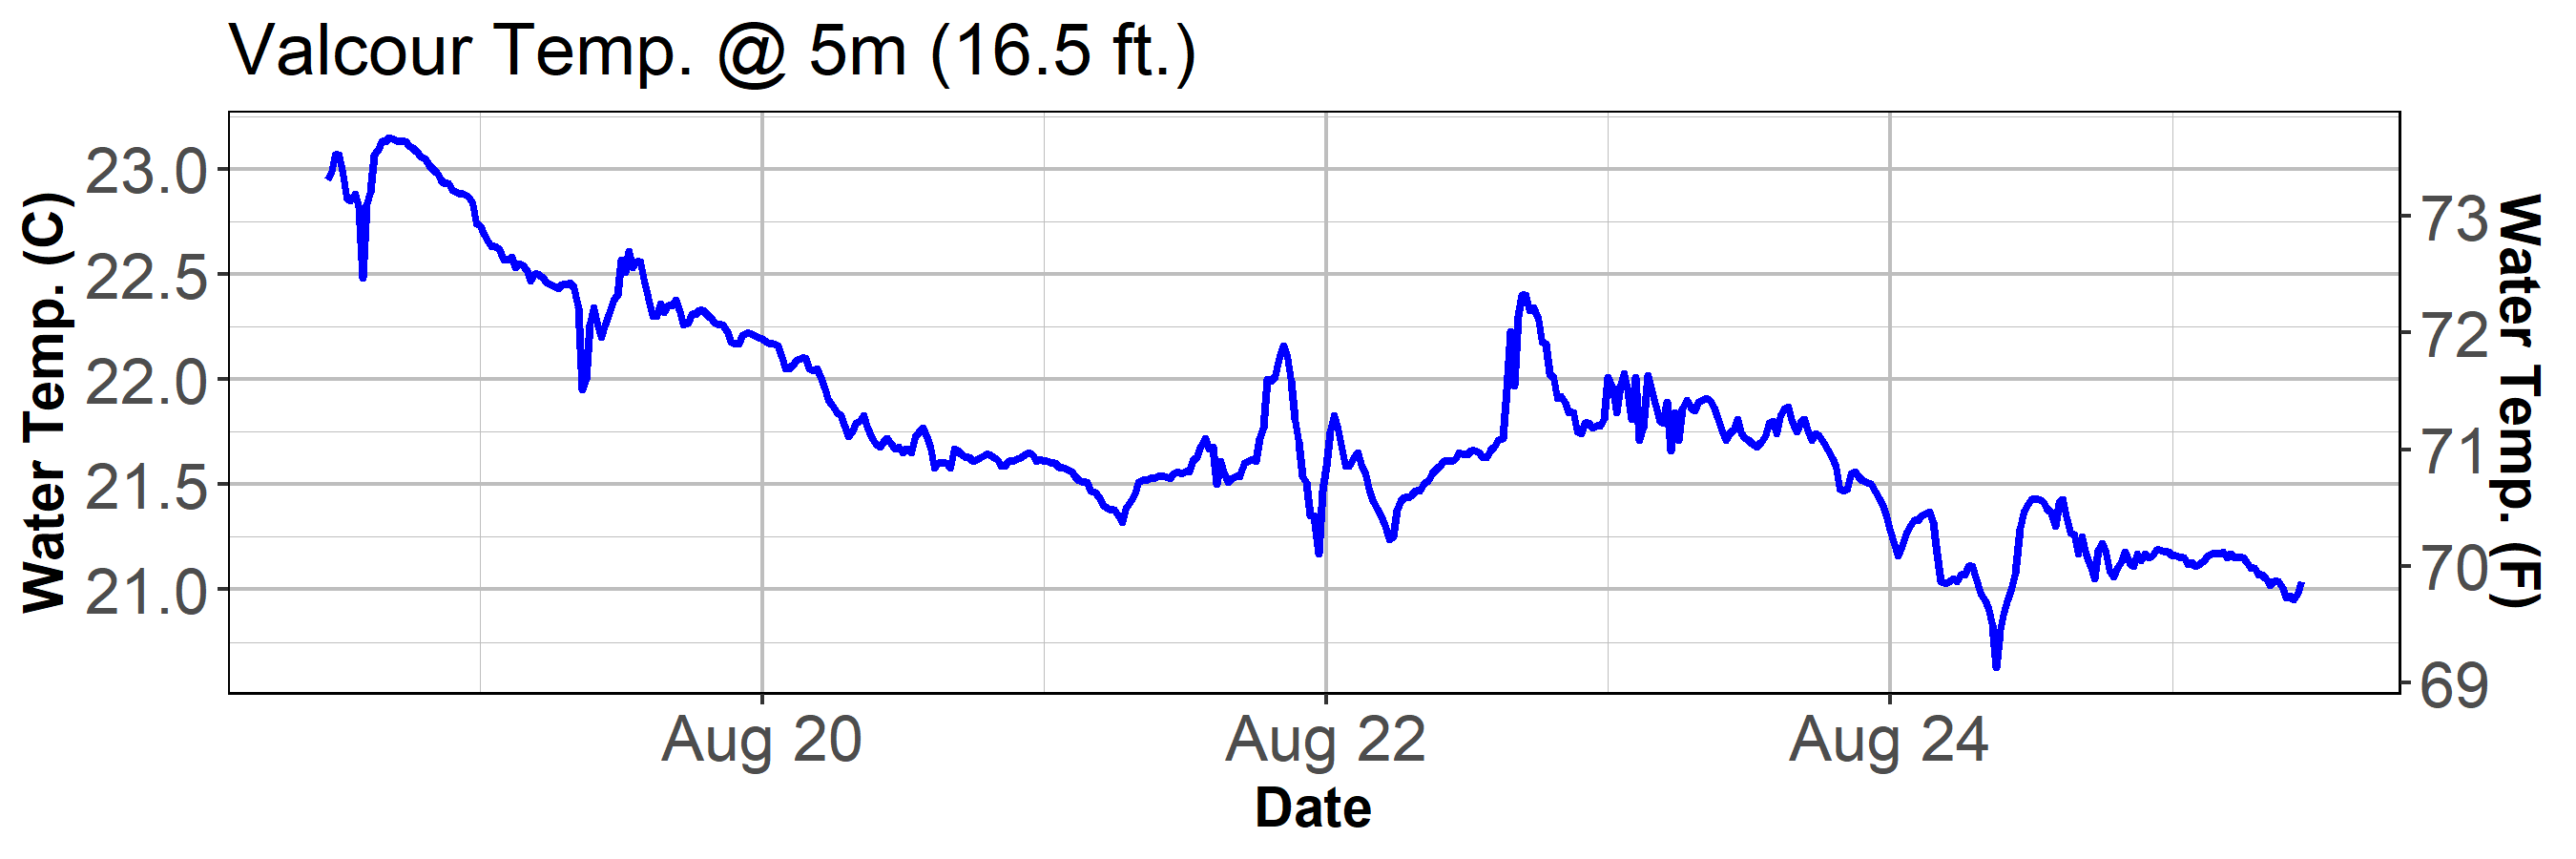 Valcour Temp. @ 5m (16.5 ft.)
Water Temp. (C)
23.0
22.5
22.0
21.5
21.0
73
72
71
70
69
Water Temp. (F)
Aug 20 Aug 22 Aug 24
Date